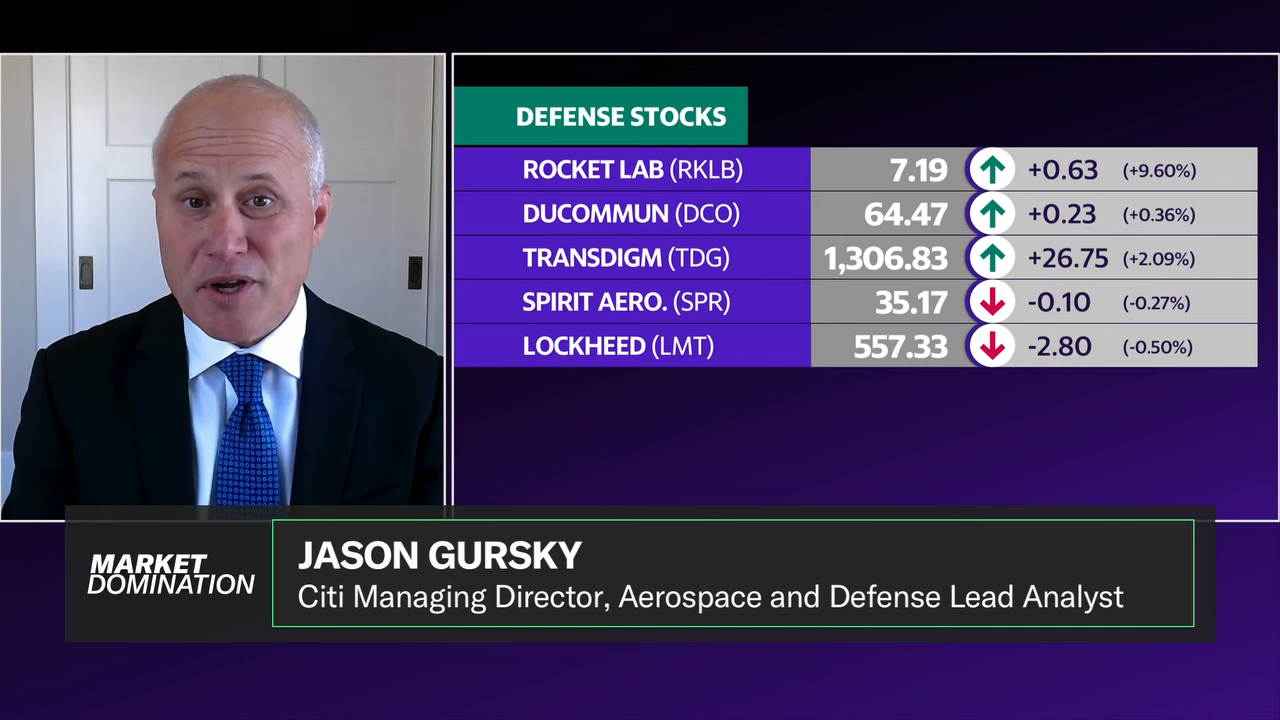 DEFENSE STOCKS
ROCKET LAB (RKLB) 7.19 +0.63 (+9.60%)
DUCOMMUN (DCO) 64.47 +0.23 (+0.36%)
TRANSDIGM (TDG) 1,306.83 +26.75 (+2.09%)
SPIRIT AERO. (SPR) 35.17 -0.10 (-0.27%)
LOCKHEED (LMT) 557.33 -2.80 (-0.50%)
MARKET
DOMINATION
JASON GURSKY
Citi Managing Director, Aerospace and Defense Lead Analyst